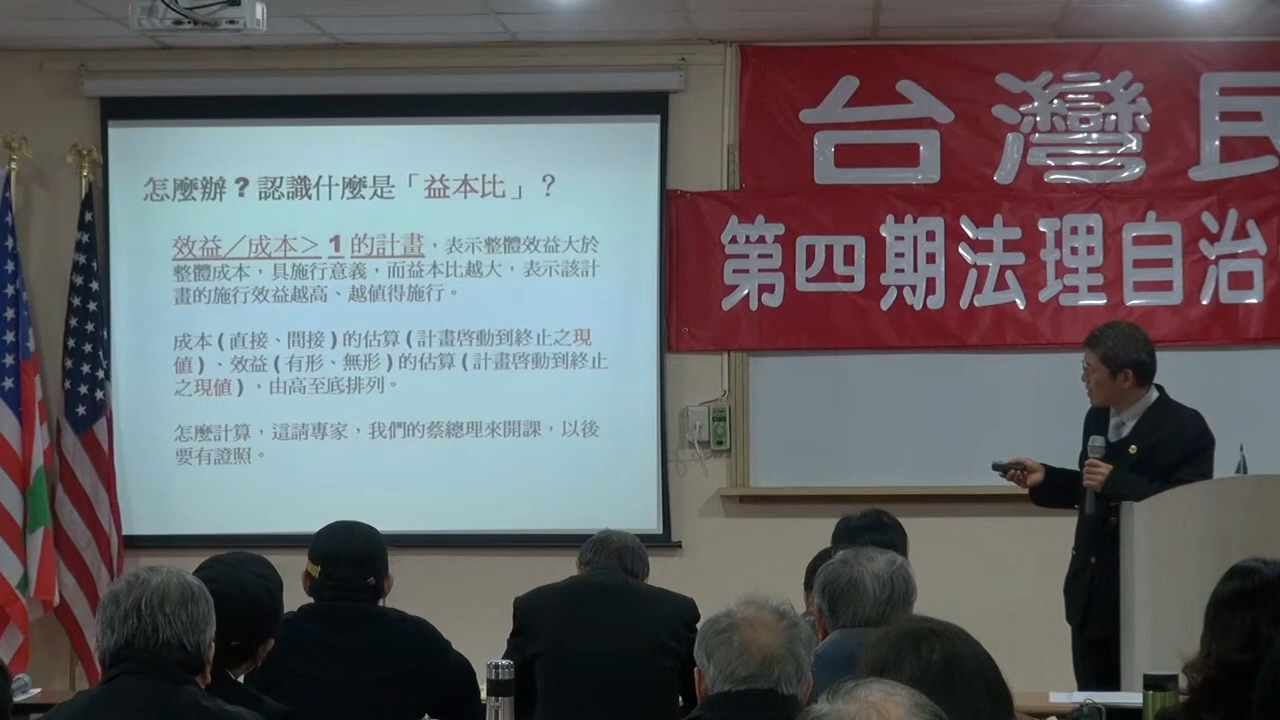 怎麼辦？認識什麼是「益本比」？
效益／成本＞1的計畫，表示整體效益大於
整體成本，具施行意義，而益本比越大，表示該計
畫的施行效益越高、越值得施行。
成本(直接、間接)的估算(計畫啓動到終止之現
值)、效益(有形、無形)的估算(計畫啓動到終止
之現值)，由高至底排列。
怎麼計算，這請專家，我們的蔡總理來開課，以後
要有證照。
台灣民
第四期法理自治